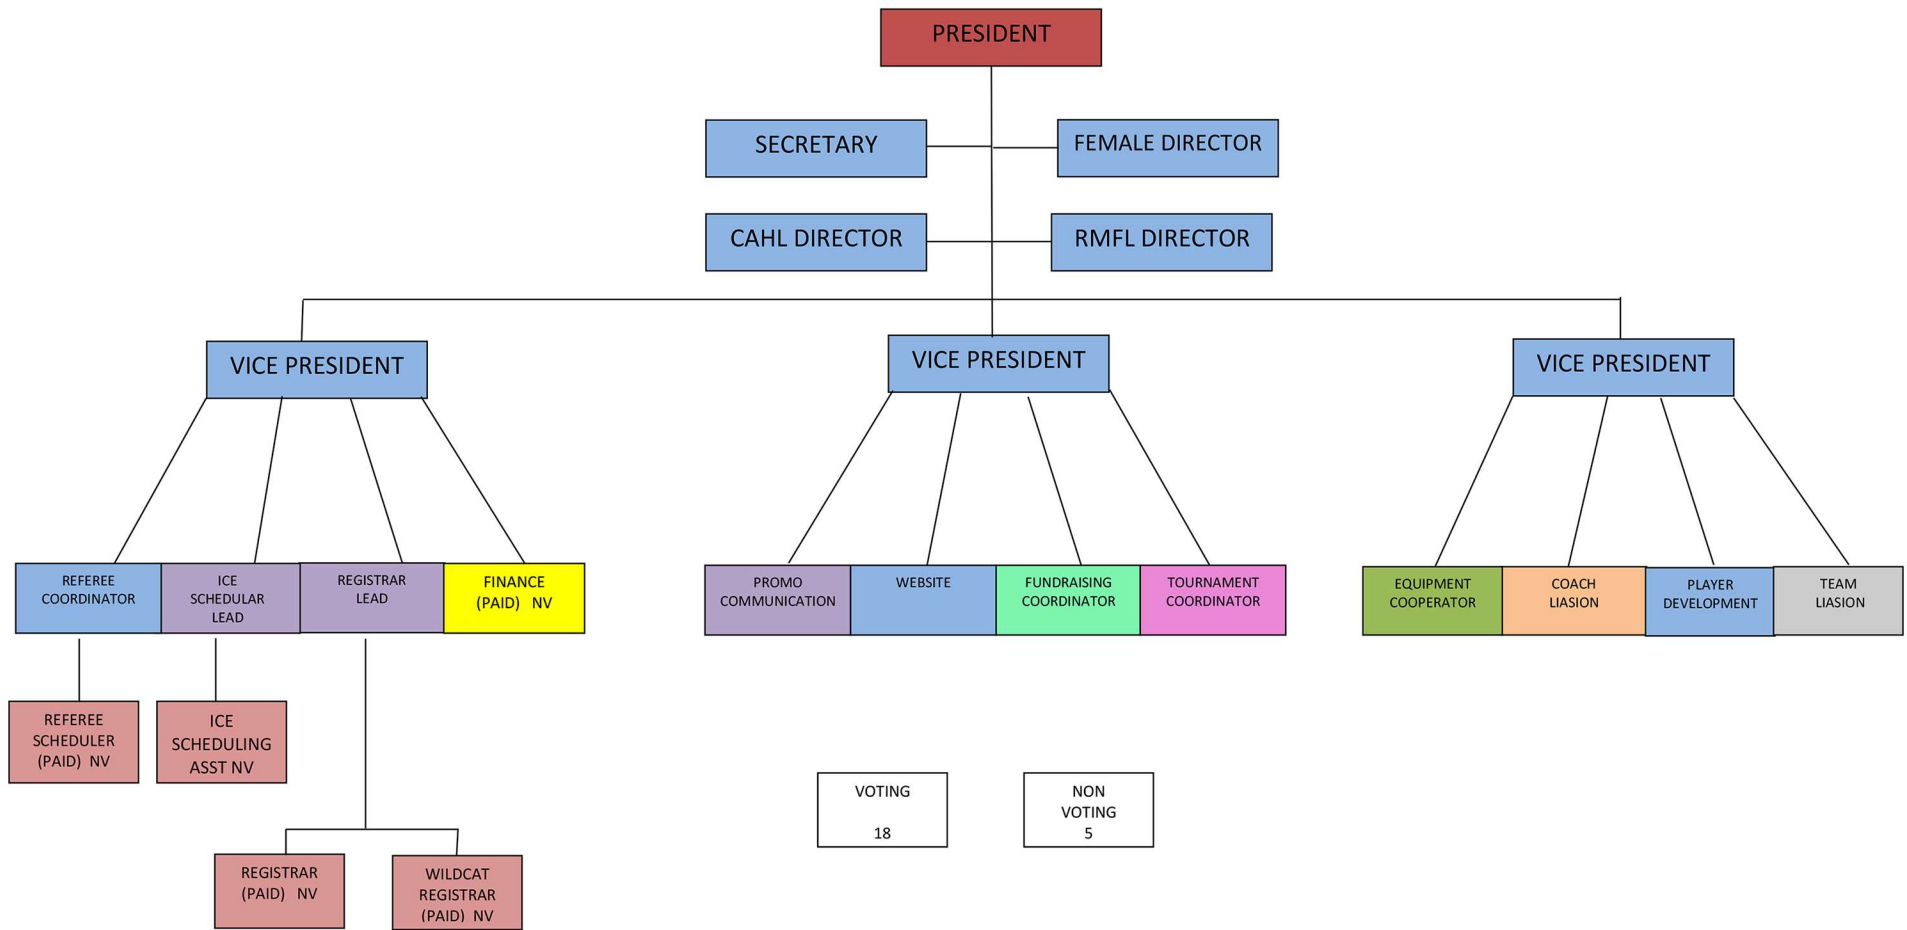 PRESIDENT
SECRETARY
FEMALE DIRECTOR
CAHL DIRECTOR
RMFL DIRECTOR
VICE PRESIDENT
VICE PRESIDENT
VICE PRESIDENT
REFEREE
COORDINATOR
ICE
SCHEDULAR
LEAD
REGISTRAR
LEAD
FINANCE
(PAID) NV
PROMO
COMMUNICATION
WEBSITE
FUNDRAISING
COORDINATOR
TOURNAMENT
COORDINATOR
EQUIPMENT
COOPERATOR
COACH
LIASION
PLAYER
DEVELOPMENT
TEAM
LIASION
REFEREE
SCHEDULER
(PAID) NV
ICE
SCHEDULING
ASST NV
VOTING
18
NON
VOTING
5
REGISTRAR
(PAID) NV
WILDCAT
REGISTRAR
(PAID) NV